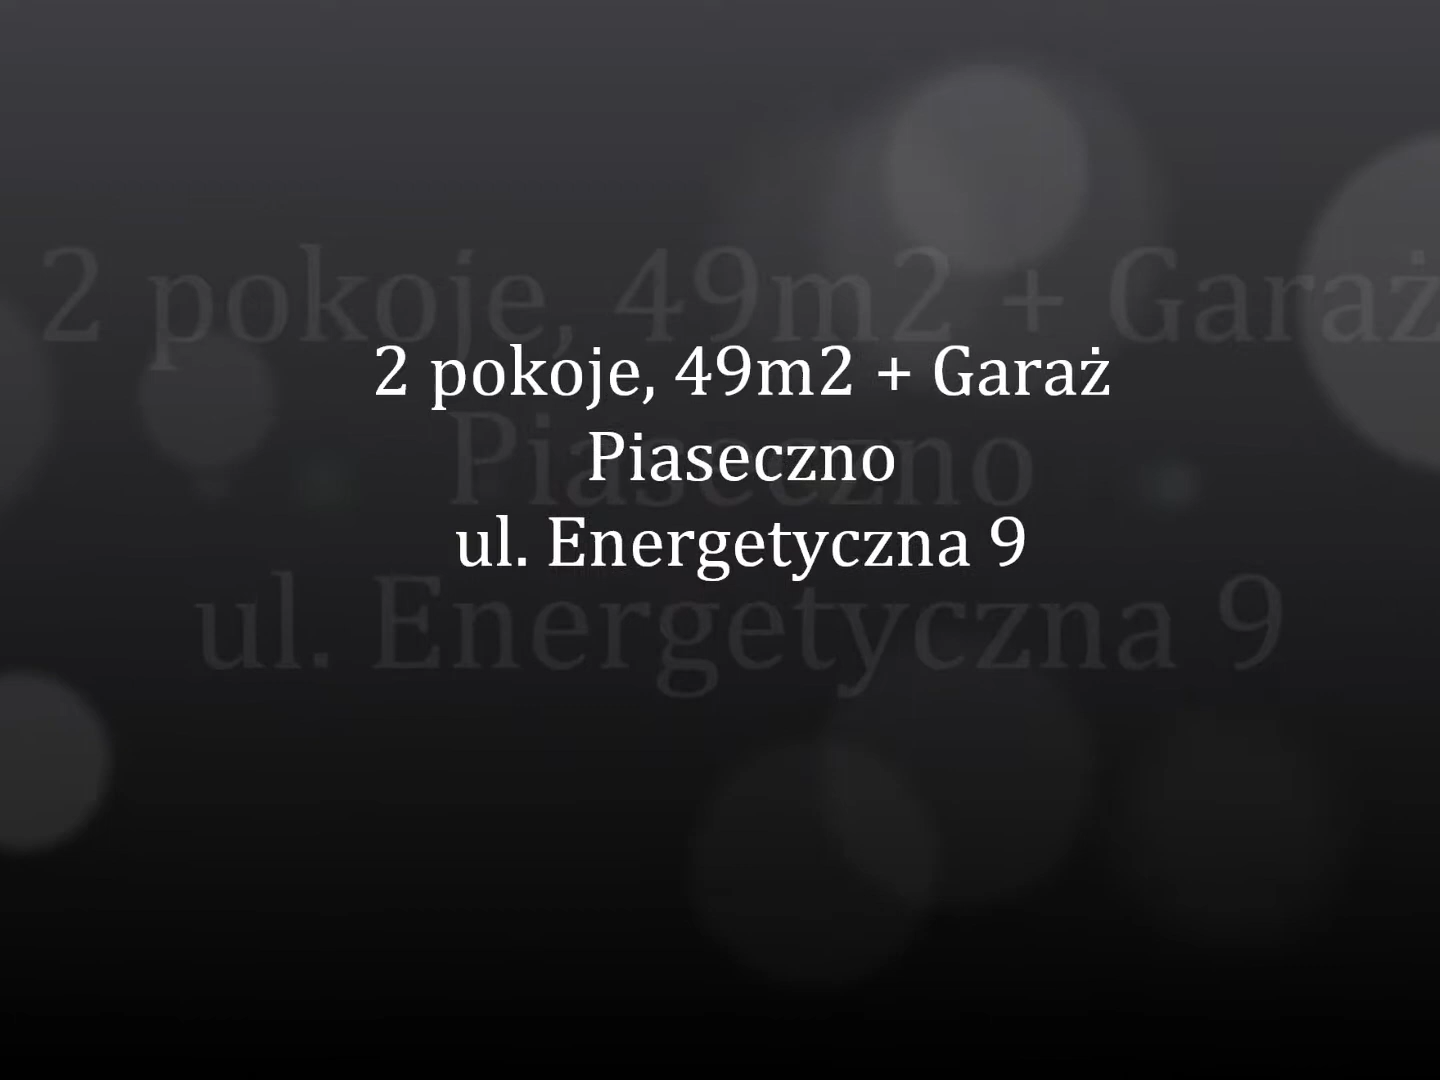 2 pokoje, 49m2 + Garaż
Piaseczno
ul. Energetyczna 9